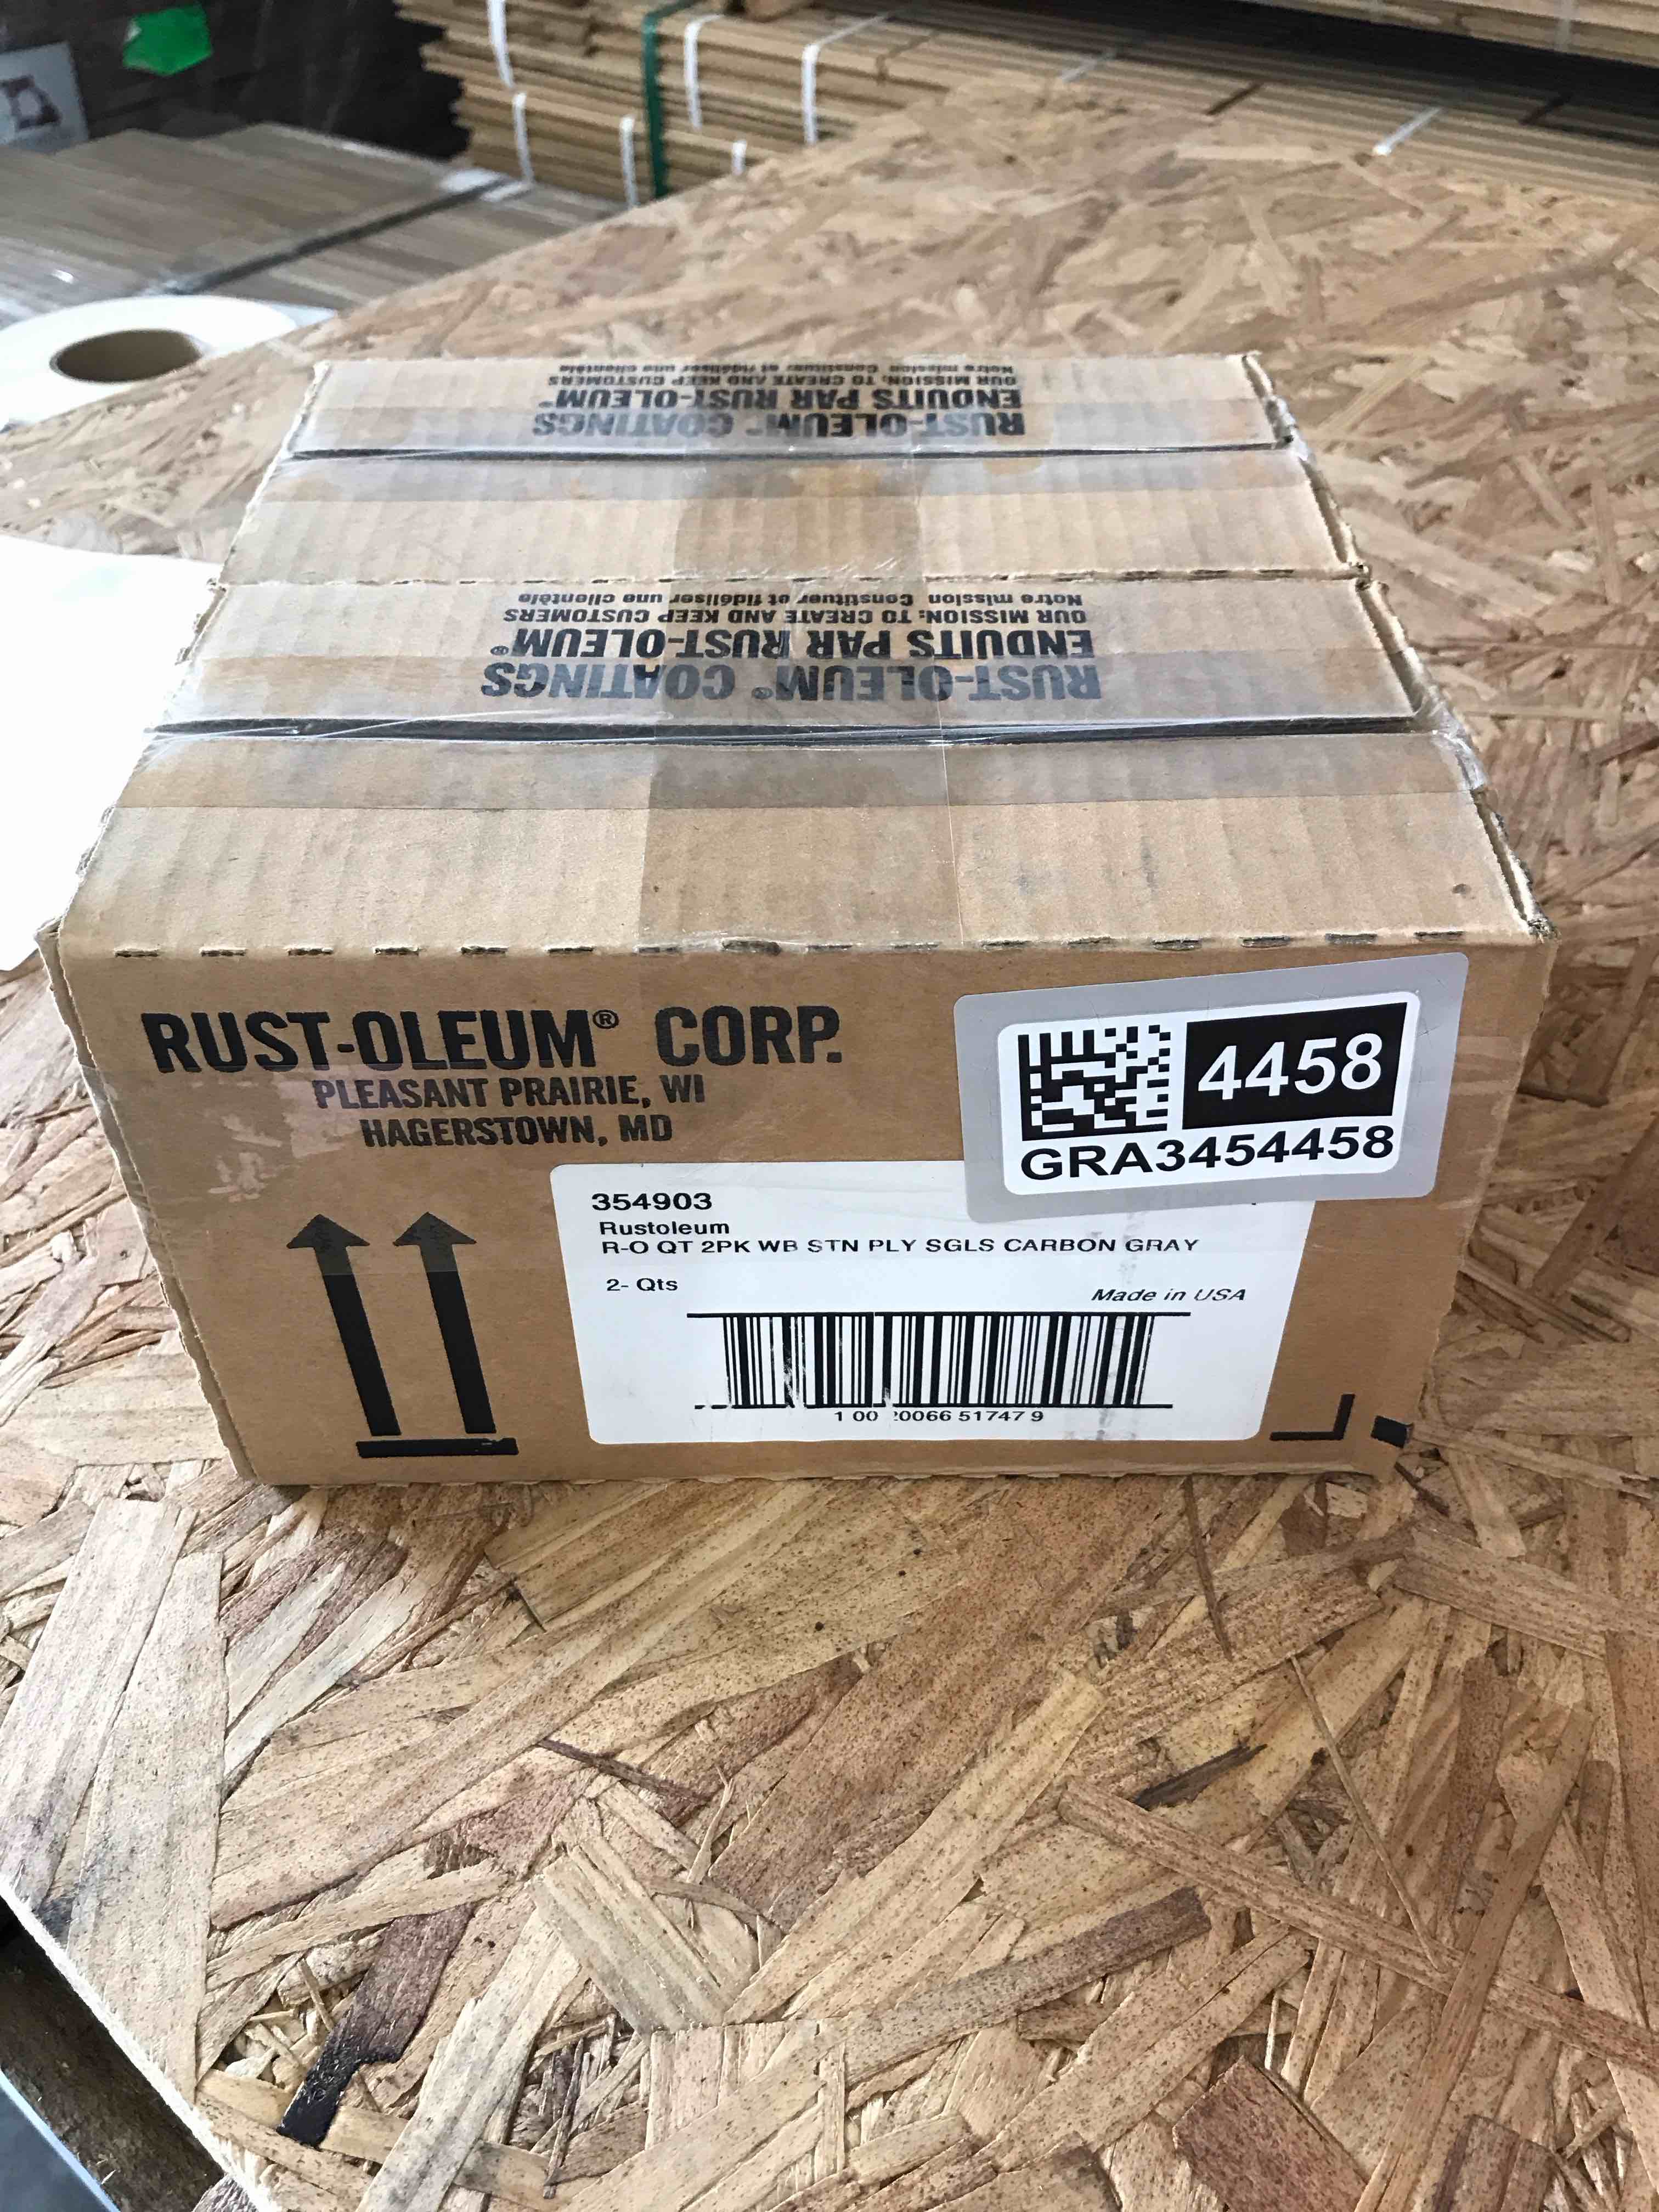 Notre mission Constituer et fidéliser une clientèle
OUR MISSION, TO CREATE AND KEEP CUSTOMERS
ENDUITS PAR RUST-OLEUM®
RUST-OLEUM® COATINGS
Notre mission Constituer et fidéliser une clientèle
OUR MISSION: TO CREATE AND KEEP CUSTOMERS
ENDUITS PAR RUST-OLEUM®
RUST-OLEUM® COATINGS
RUST-OLEUM® CORP.
PLEASANT PRAIRIE, WI
HAGERSTOWN, MD
4458
GRA3454458
354903
Rustoleum
R-O QT 2PK WB STN PLY SGLS CARBON GRAY
2- Qts
Made in USA
1 00 20066 51747 9